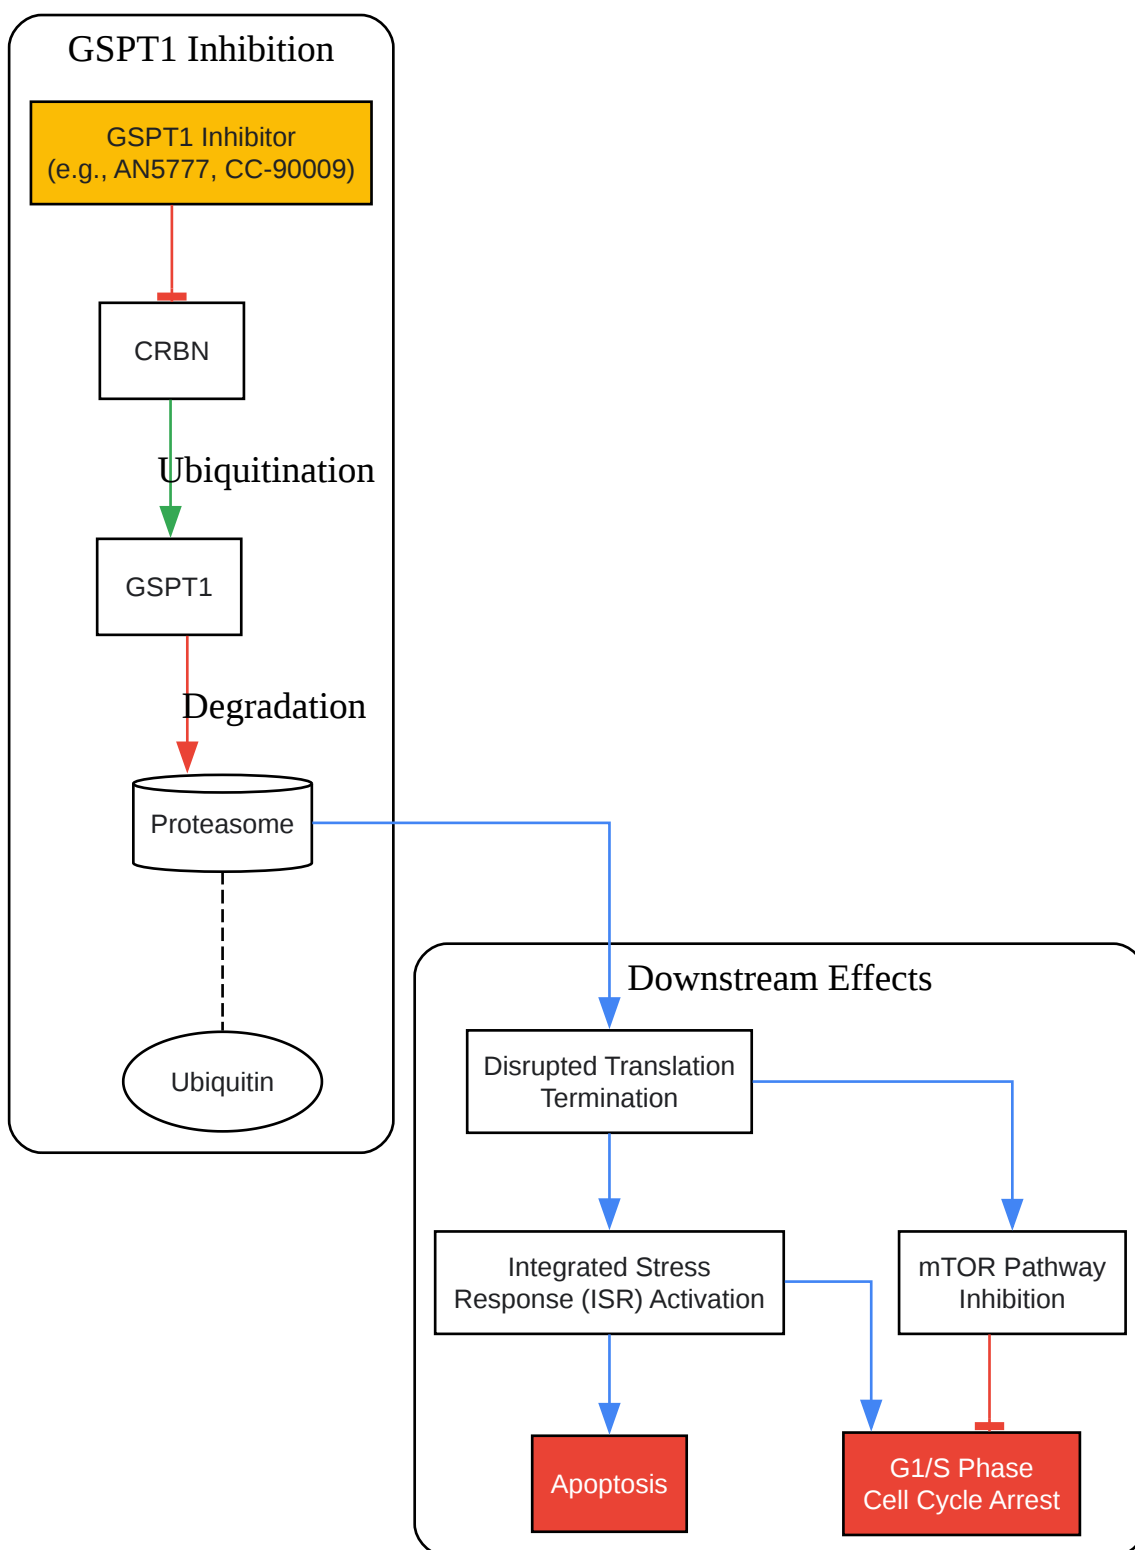 GSPT1 Inhibition
GSPT1 Inhibitor
(e.g., AN5777, CC-90009)
CRBN
Ubiquitination
GSPT1
Degradation
Proteasome
Ubiquitin
Downstream Effects
Disrupted Translation
Termination
Integrated Stress
Response (ISR) Activation
mTOR Pathway
Inhibition
Apoptosis
G1/S Phase
Cell Cycle Arrest